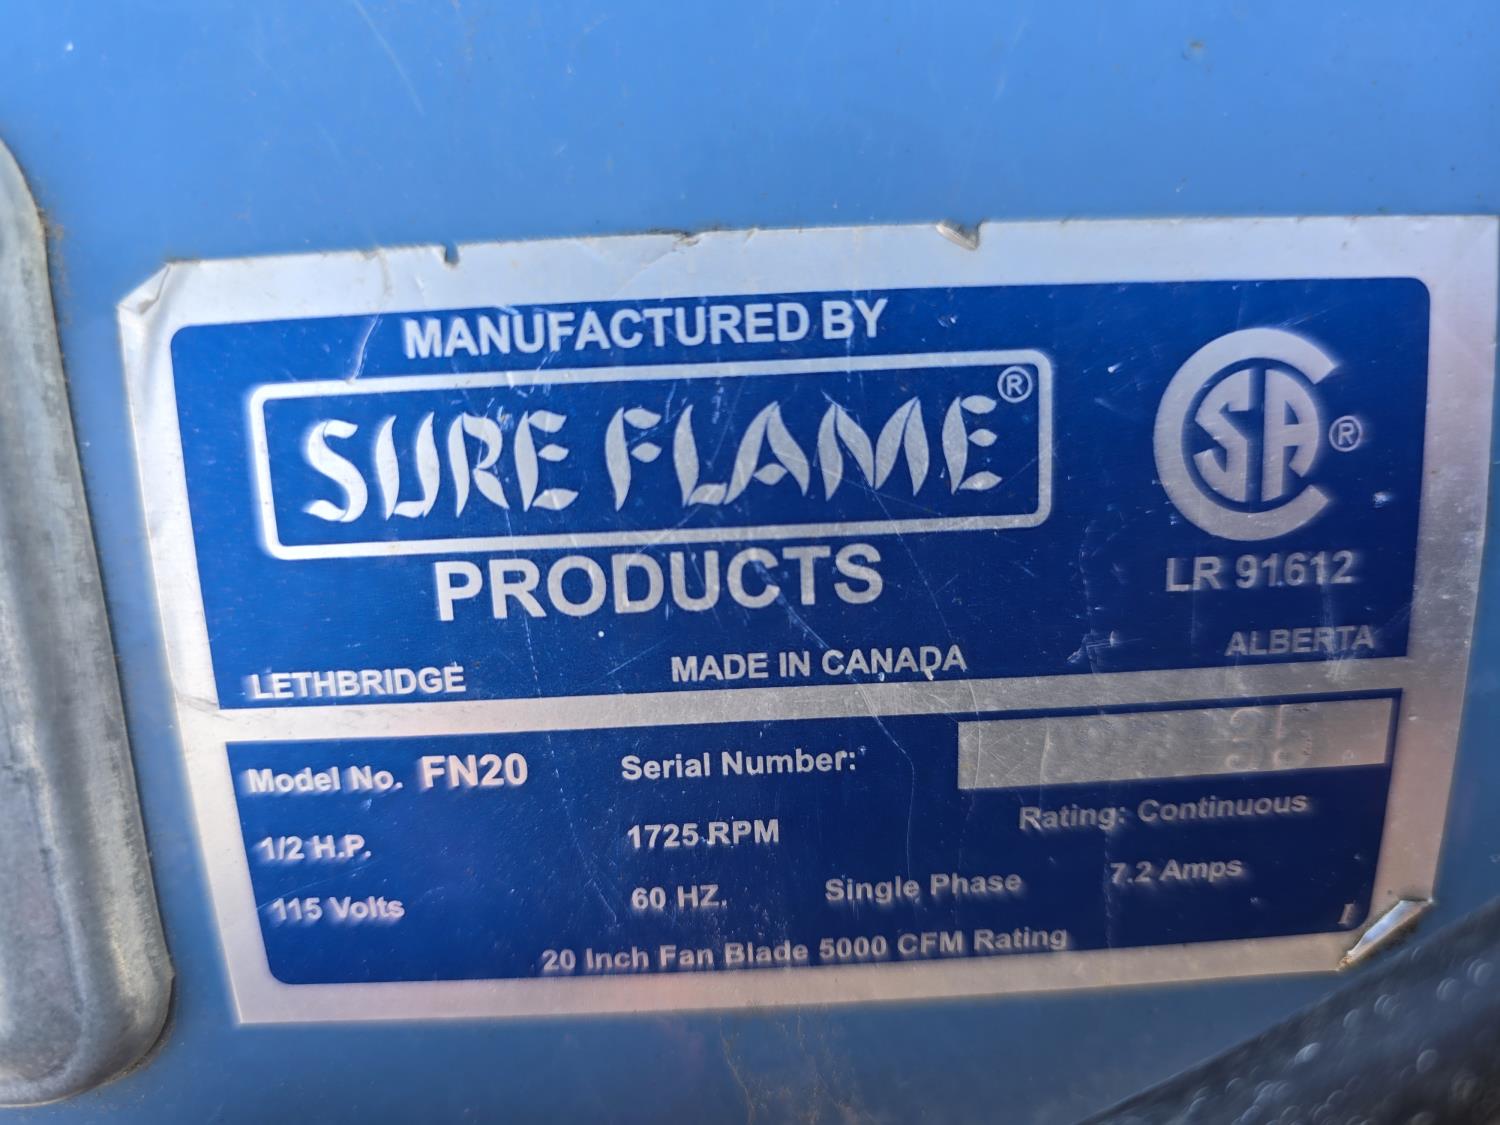 MANUFACTURED BY
SURE FLAME®
PRODUCTS
CSA®
LR 91612
LETHBRIDGE MADE IN CANADA ALBERTA
Model No. FN20 Serial Number:
1/2 H.P. 1725 RPM Rating: Continuous
115 Volts 60 HZ. Single Phase 7.2 Amps
20 Inch Fan Blade 5000 CFM Rating